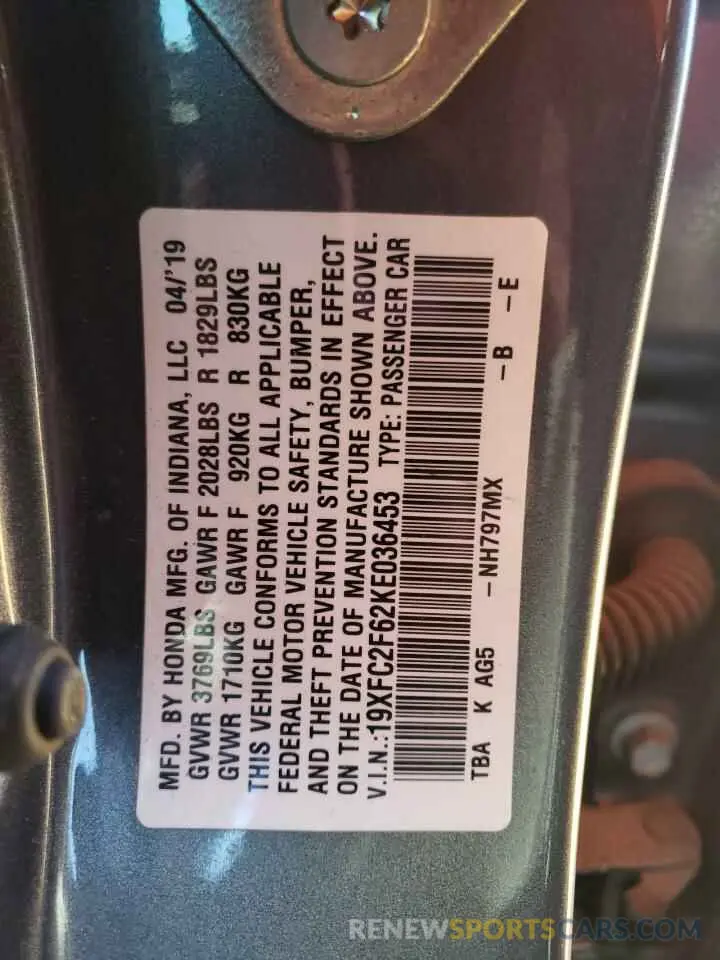 MFD. BY HONDA MFG. OF INDIANA, LLC 04/'19
GVWR 3769LBS GAWR F 2028LBS R 1829LBS
GVWR 1710KG GAWR F 920KG R 830KG
THIS VEHICLE CONFORMS TO ALL APPLICABLE
FEDERAL MOTOR VEHICLE SAFETY, BUMPER,
AND THEFT PREVENTION STANDARDS IN EFFECT
ON THE DATE OF MANUFACTURE SHOWN ABOVE.
V.I.N.:19XFC2F62KE036453 TYPE: PASSENGER CAR
TBA K AG5 -NH797MX -B -E
RENEWSPORTSCARS.COM